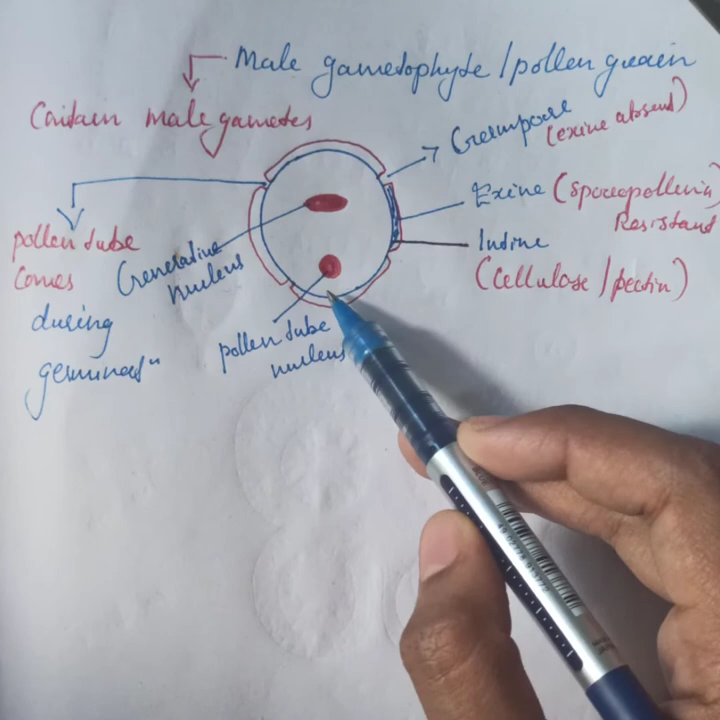 Male gametophyte/pollen grain
Contain male gametes
Germpore
(exine absent)
Exine (sporopollenin)
Resistant
Intine
(Cellulose/pectin)
pollen tube
comes
during
germinat"
Generative
nucleus
pollen tube
nucleus